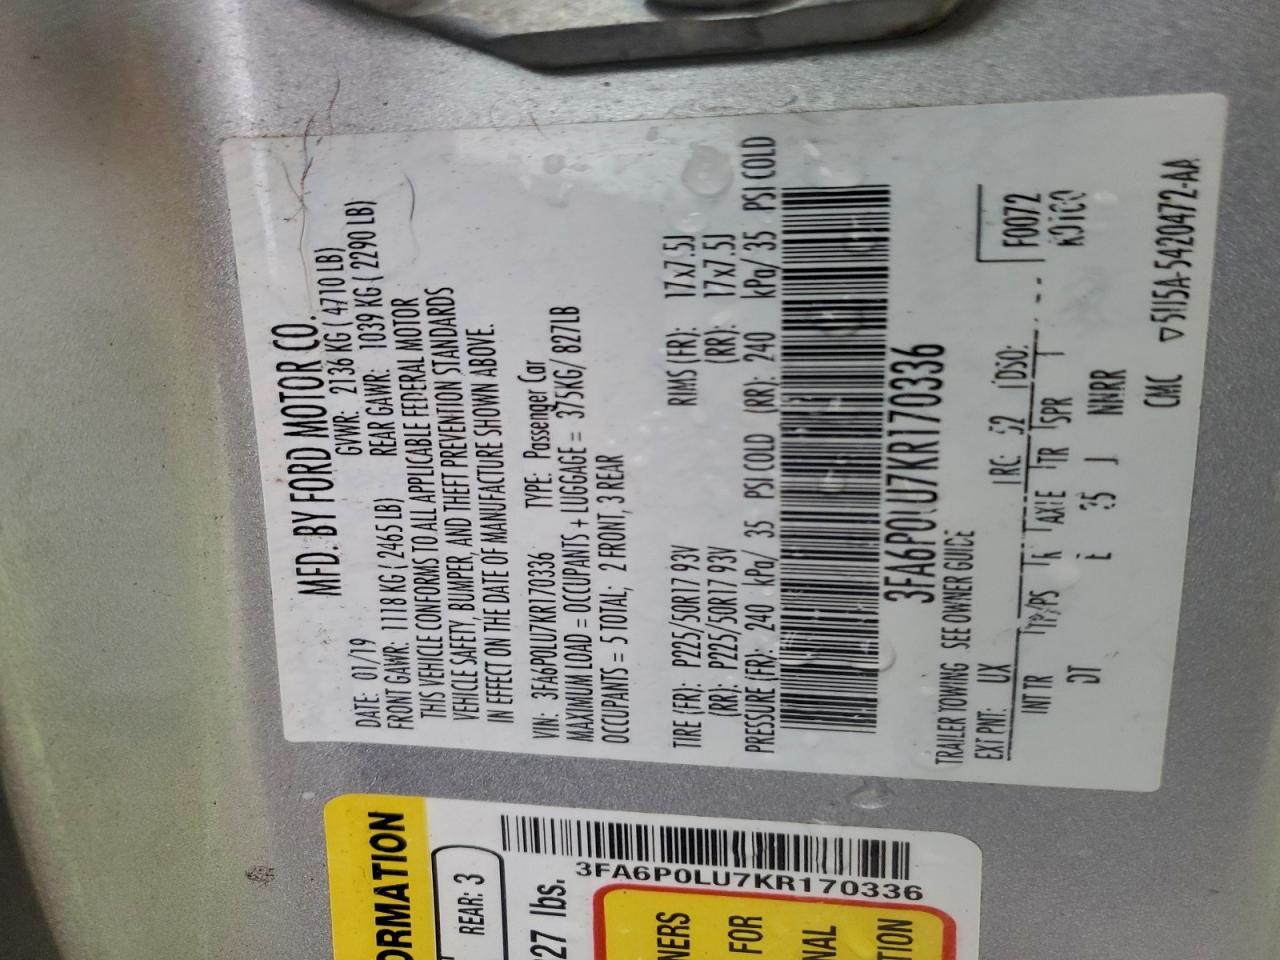 MFD. BY FORD MOTOR CO.
DATE: 01/19 GVWR: 2136 KG ( 4710 LB)
FRONT GAWR: 1118 KG ( 2465 LB) REAR GAWR: 1039 KG ( 2290 LB)
THIS VEHICLE CONFORMS TO ALL APPLICABLE FEDERAL MOTOR
VEHICLE SAFETY, BUMPER, AND THEFT PREVENTION STANDARDS
IN EFFECT ON THE DATE OF MANUFACTURE SHOWN ABOVE.
VIN: 3FA6P0LU7KR170336 TYPE: Passenger Car
MAXIMUM LOAD = OCCUPANTS + LUGGAGE = 375KG/ 827LB
OCCUPANTS = 5 TOTAL; 2 FRONT, 3 REAR
TIRE (FR): P225/50R17 93V RIMS (FR): 17x7.5J
(RR): P225/50R17 93V (RR): 17x7.5J
PRESSURE (FR): 240 kPa/ 35 PSI COLD (RR): 240 kPa/ 35 PSI COLD
3FA6P0LU7KR170336
TRAILER TOWING SEE OWNER GUIDE
EXT PNT: UX RC: 52 DSO: F0072
INT TR TP/PS R AXLE TR SPR
DT J NNRR
CMC ▽5U5A-5420472-AA
ORMATION
REAR: 3
27 lbs.
3FA6P0LU7KR170336
NERS
FOR
NAL
TION